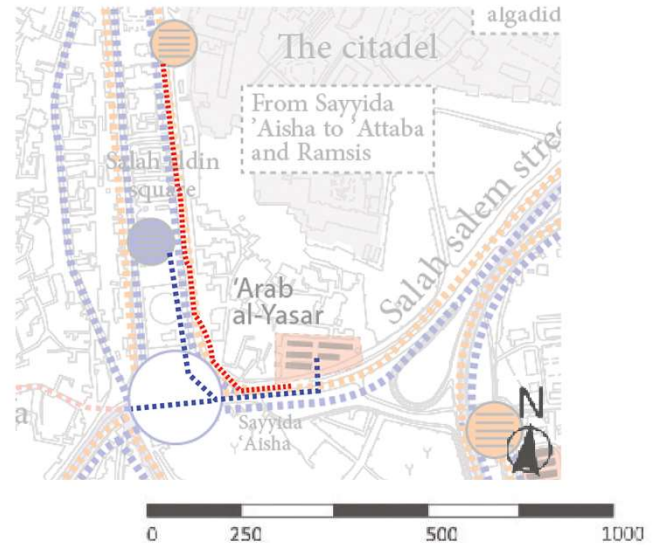 algadid
The citadel
From Sayyida
'Aisha to 'Attaba
and Ramsis
Salah
square
Salah salem stree
'Arab
al-Yasar
Sayyida
'Aisha
a
N
0 250 500 1000